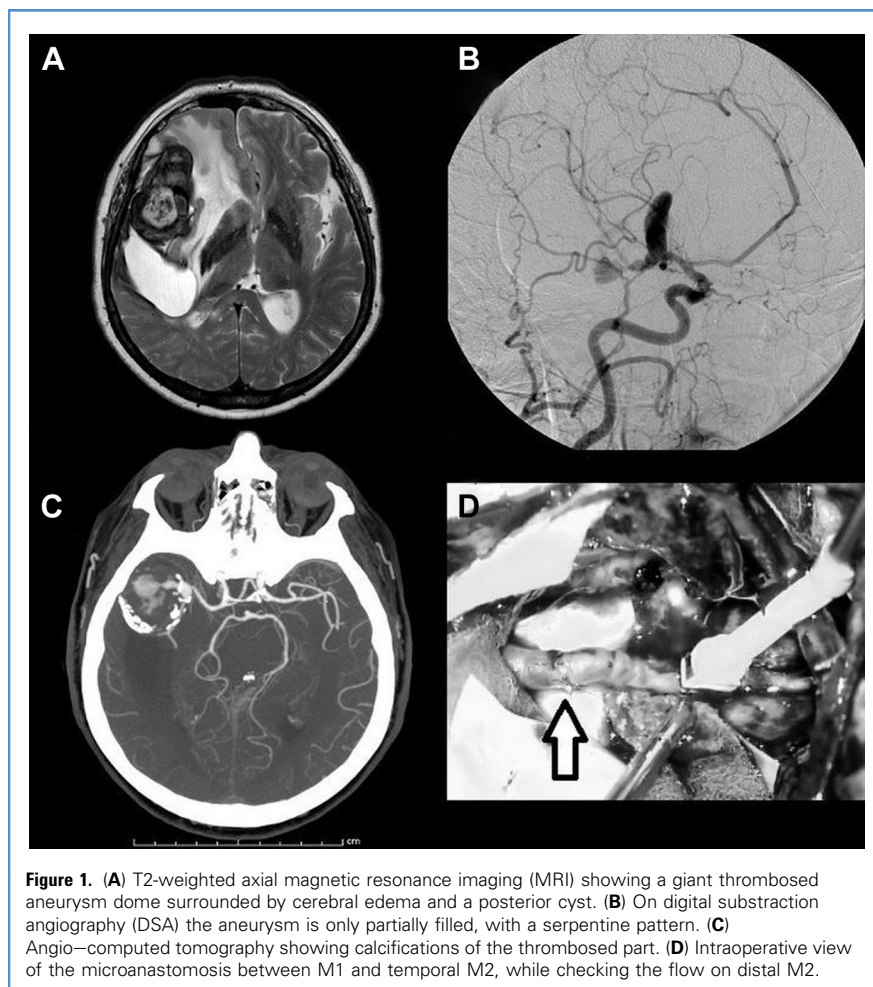 A
B
C
D
cm
Figure 1. (A) T2-weighted axial magnetic resonance imaging (MRI) showing a giant thrombosed
aneurysm dome surrounded by cerebral edema and a posterior cyst. (B) On digital substraction
angiography (DSA) the aneurysm is only partially filled, with a serpentine pattern. (C)
Angio–computed tomography showing calcifications of the thrombosed part. (D) Intraoperative view
of the microanastomosis between M1 and temporal M2, while checking the flow on distal M2.